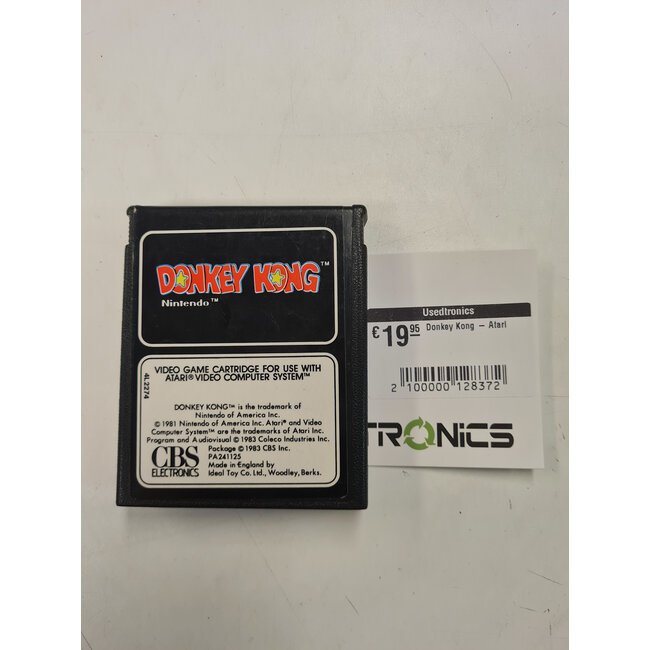 DONKEY KONG™
Nintendo™
4L 2274
VIDEO GAME CARTRIDGE FOR USE WITH
ATARI® VIDEO COMPUTER SYSTEM™
DONKEY KONG™ is the trademark of
Nintendo of America Inc.
© 1981 Nintendo of America Inc. Atari® and Video
Computer System™ are the trademarks of Atari Inc.
Program and Audiovisual © 1983 Coleco Industries Inc.
Package © 1983 CBS Inc.
PA241125
Made in England by
Ideal Toy Co. Ltd., Woodley, Berks.
CBS
ELECTRONICS
Usedtronics
€ 19 95 Donkey Kong – Atari
2 100000 128372
TRONICS